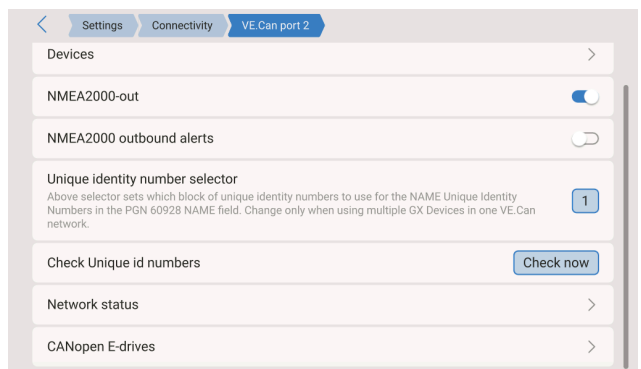 Settings Connectivity VE.Can port 2
Devices
NMEA2000-out
NMEA2000 outbound alerts
Unique identity number selector
Above selector sets which block of unique identity numbers to use for the NAME Unique Identity
Numbers in the PGN 60928 NAME field. Change only when using multiple GX Devices in one VE.Can
network.
1
Check Unique id numbers Check now
Network status
CANopen E-drives